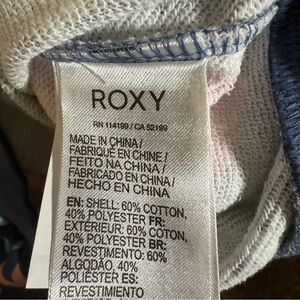 ROXY
RN 114199 / CA 52199
MADE IN CHINA /
FABRIQUÉ EN CHINE /
FEITO NA CHINA /
FABRICADO EN CHINA /
HECHO EN CHINA
EN: SHELL: 60% COTTON,
40% POLYESTER FR:
EXTERIEUR: 60% COTON,
40% POLYESTER BR:
REVESTIMENTO: 60%
ALGODÃO, 40%
POLIÉSTER ES:
REVESTIMIENTO